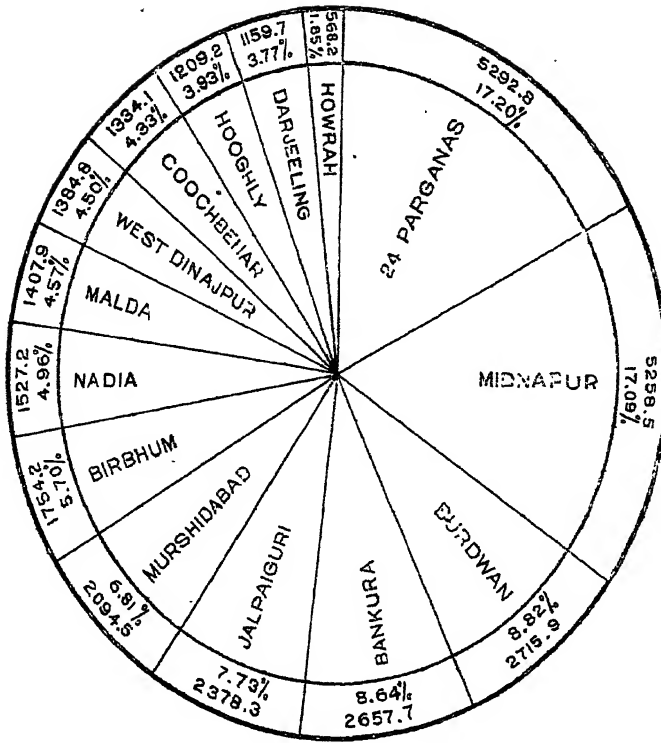 5292.8
17.20%
24 PARGANAS
5258.5
17.09%
MIDNAPUR
BURDWAN
8.82%
2715.9
BANKURA
8.64%
2657.7
JALPAIGURI
7.73%
2378.3
MURSHIDABAD
6.81%
2094.5
BIRBHUM
1754.2
5.70%
NADIA
1527.2
4.96%
MALDA
1407.9
4.57%
WEST DINAJPUR
1384.8
4.50%
COOCHBEHAR
1334.1
4.33%
HOOGHLY
1209.2
3.93%
DARJEELING
1159.7
3.77%
HOWRAH
568.2
1.85%